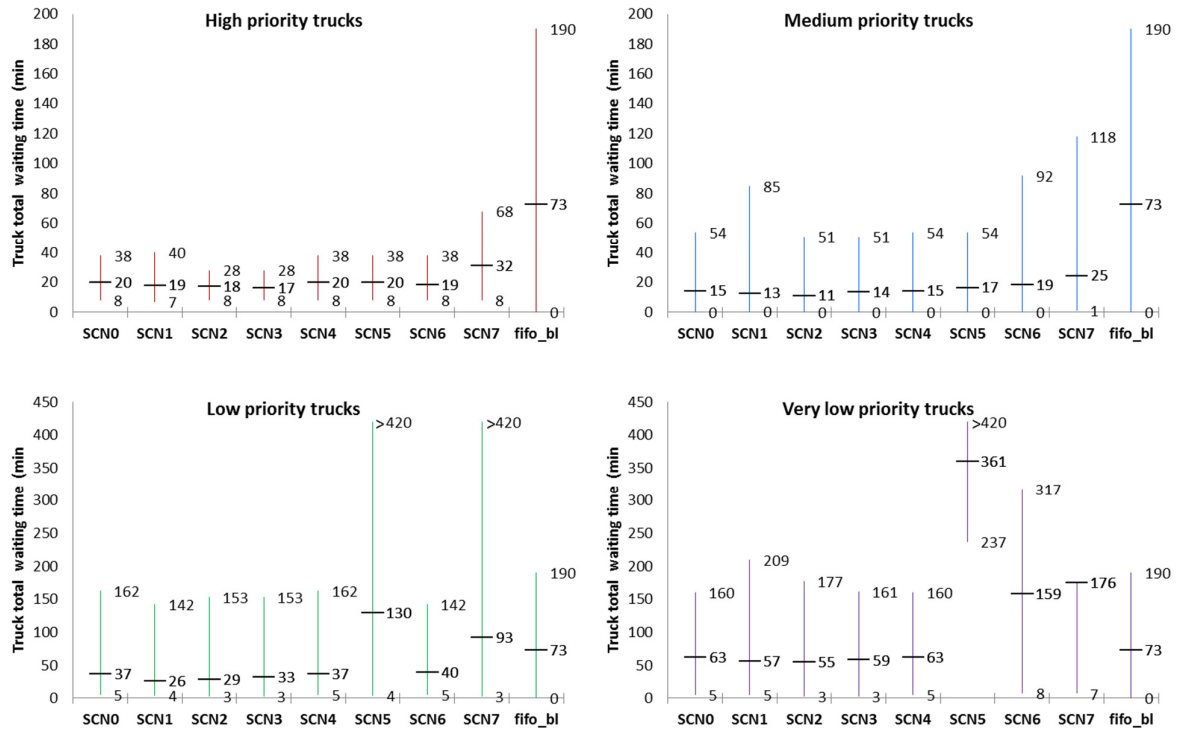 High priority trucks
Truck total waiting time (min
200
180
160
140
120
100
80
60
40
20
0
38 40 28 28 38 38 38 68 190
20 19 18 17 20 20 19 32 73
8 7 8 8 8 8 8 8 0
SCN0 SCN1 SCN2 SCN3 SCN4 SCN5 SCN6 SCN7 fifo_bl
Medium priority trucks
Truck total waiting time (min
200
180
160
140
120
100
80
60
40
20
0
54 85 51 51 54 54 92 118 190
15 13 11 14 15 17 19 25 73
0 0 0 0 0 0 0 1 0
SCN0 SCN1 SCN2 SCN3 SCN4 SCN5 SCN6 SCN7 fifo_bl
Low priority trucks
Truck total waiting time (min
450
400
350
300
250
200
150
100
50
0
162 142 153 153 162 >420 142 >420 190
37 26 29 33 37 130 40 93 73
5 4 3 3 5 4 5 3 0
SCN0 SCN1 SCN2 SCN3 SCN4 SCN5 SCN6 SCN7 fifo_bl
Very low priority trucks
Truck total waiting time (min
450
400
350
300
250
200
150
100
50
0
160 209 177 161 160 >420 317 176 190
63 57 55 59 63 361 159 73
5 5 3 3 5 237 8 7 0
SCN0 SCN1 SCN2 SCN3 SCN4 SCN5 SCN6 SCN7 fifo_bl